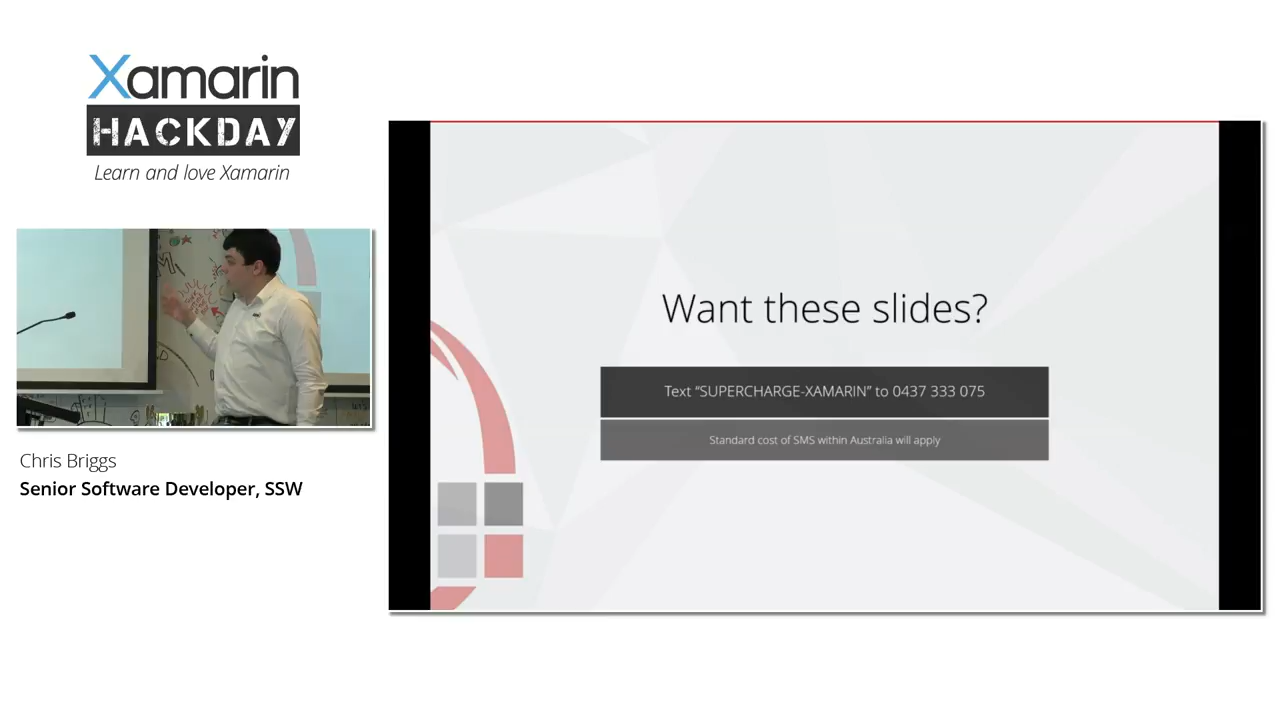 Xamarin
HACKDAY
Learn and love Xamarin
Chris Briggs
Senior Software Developer, SSW
Want these slides?
Text “SUPERCHARGE-XAMARIN” to 0437 333 075
Standard cost of SMS within Australia will apply